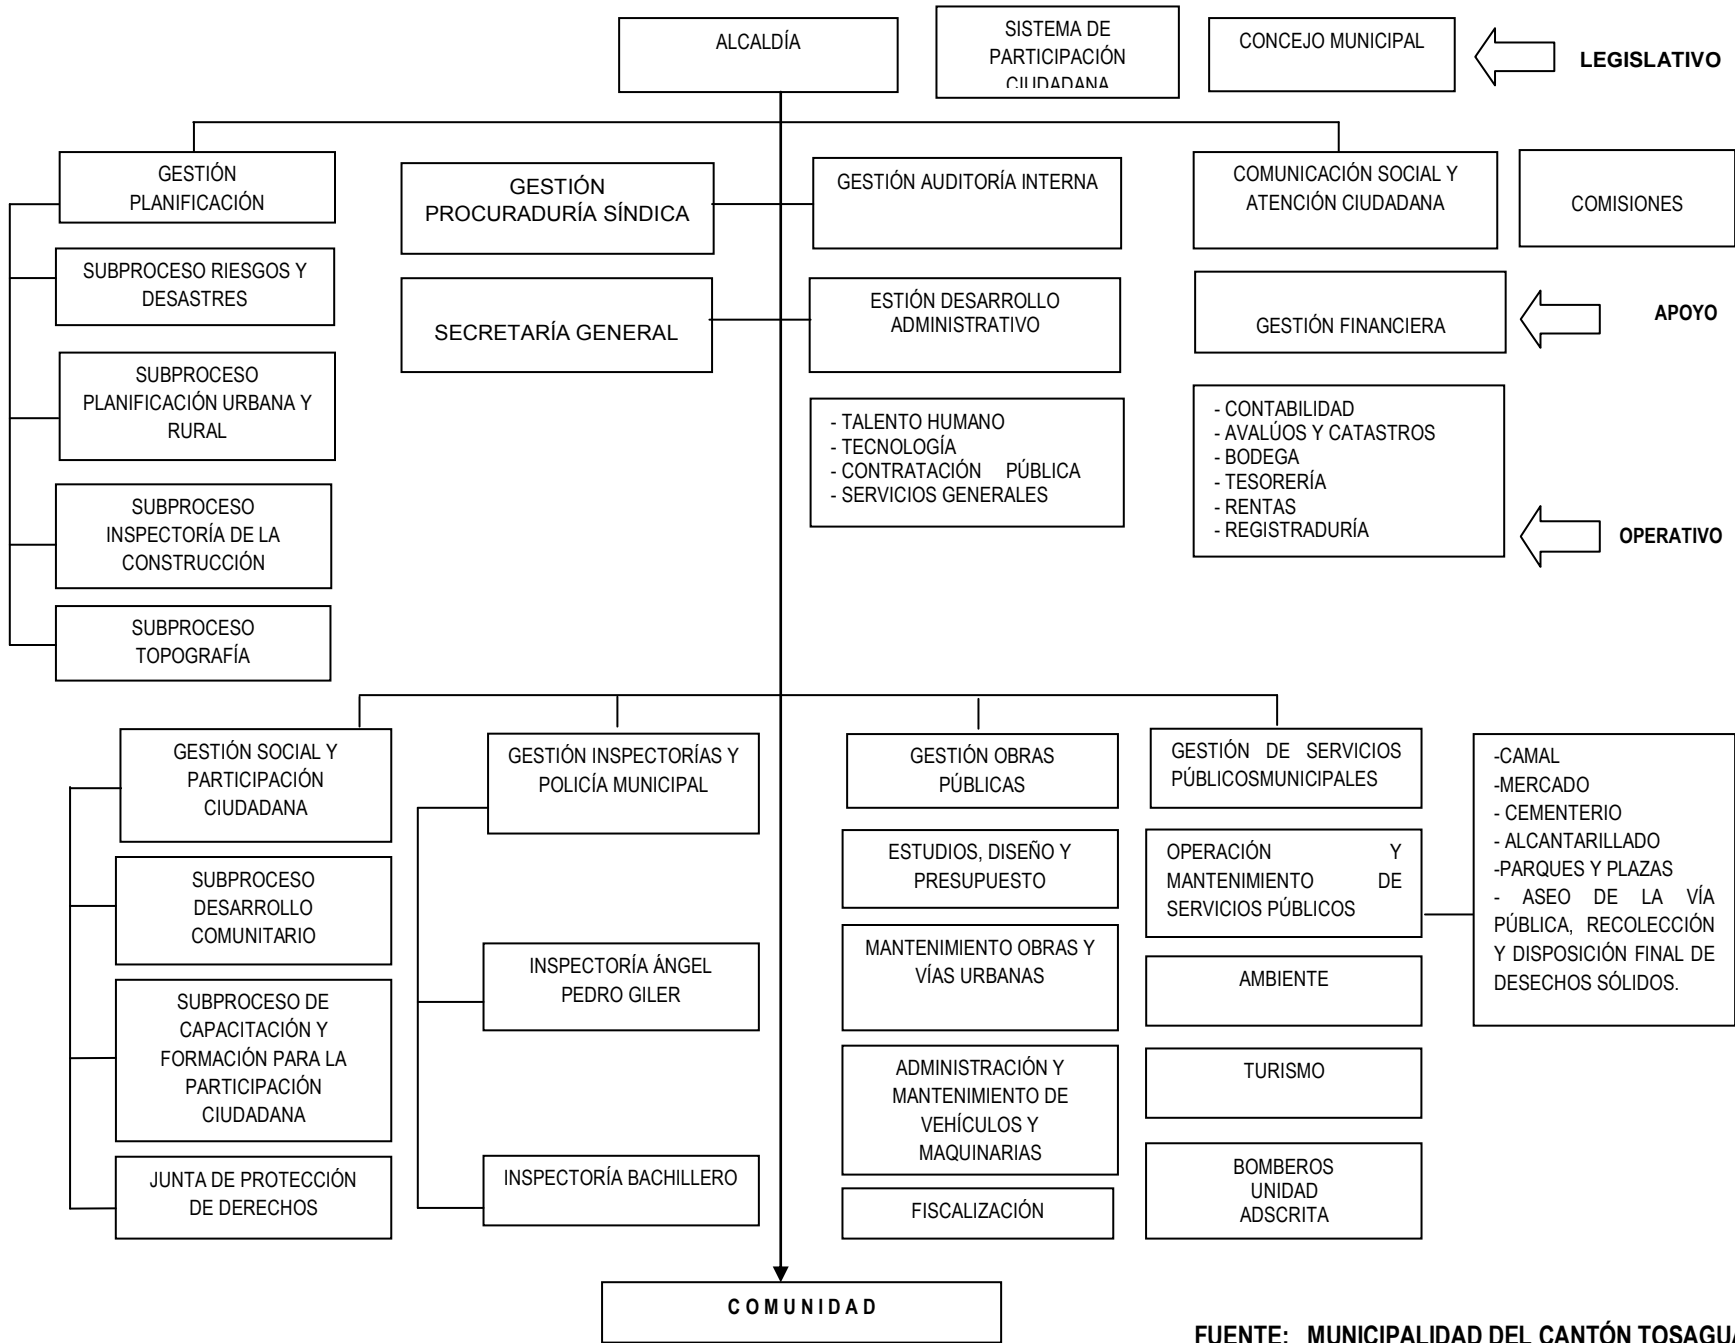 ALCALDÍA
SISTEMA DE
PARTICIPACIÓN
CIUDADANA
CONCEJO MUNICIPAL
LEGISLATIVO
GESTIÓN
PLANIFICACIÓN
GESTIÓN
PROCURADURÍA SÍNDICA
GESTIÓN AUDITORÍA INTERNA
COMUNICACIÓN SOCIAL Y
ATENCIÓN CIUDADANA
COMISIONES
SUBPROCESO RIESGOS Y
DESASTRES
SECRETARÍA GENERAL
ESTIÓN DESARROLLO
ADMINISTRATIVO
GESTIÓN FINANCIERA
APOYO
SUBPROCESO
PLANIFICACIÓN URBANA Y
RURAL
- TALENTO HUMANO
- TECNOLOGÍA
- CONTRATACIÓN PÚBLICA
- SERVICIOS GENERALES
- CONTABILIDAD
- AVALÚOS Y CATASTROS
- BODEGA
- TESORERÍA
- RENTAS
- REGISTRADURÍA
OPERATIVO
SUBPROCESO
INSPECTORÍA DE LA
CONSTRUCCIÓN
SUBPROCESO
TOPOGRAFÍA
GESTIÓN SOCIAL Y
PARTICIPACIÓN
CIUDADANA
SUBPROCESO
DESARROLLO
COMUNITARIO
SUBPROCESO DE
CAPACITACIÓN Y
FORMACIÓN PARA LA
PARTICIPACIÓN
CIUDADANA
JUNTA DE PROTECCIÓN
DE DERECHOS
GESTIÓN INSPECTORÍAS Y
POLICÍA MUNICIPAL
INSPECTORÍA ÁNGEL
PEDRO GILER
INSPECTORÍA BACHILLERO
GESTIÓN OBRAS
PÚBLICAS
ESTUDIOS, DISEÑO Y
PRESUPUESTO
MANTENIMIENTO OBRAS Y
VÍAS URBANAS
ADMINISTRACIÓN Y
MANTENIMIENTO DE
VEHÍCULOS Y
MAQUINARIAS
FISCALIZACIÓN
GESTIÓN DE SERVICIOS
PÚBLICOSMUNICIPALES
OPERACIÓN Y
MANTENIMIENTO DE
SERVICIOS PÚBLICOS
AMBIENTE
TURISMO
BOMBEROS
UNIDAD
ADSCRITA
-CAMAL
-MERCADO
- CEMENTERIO
- ALCANTARILLADO
-PARQUES Y PLAZAS
- ASEO DE LA VÍA
PÚBLICA, RECOLECCIÓN
Y DISPOSICIÓN FINAL DE
DESECHOS SÓLIDOS.
COMUNIDAD
FUENTE: MUNICIPALIDAD DEL CANTÓN TOSAGUA